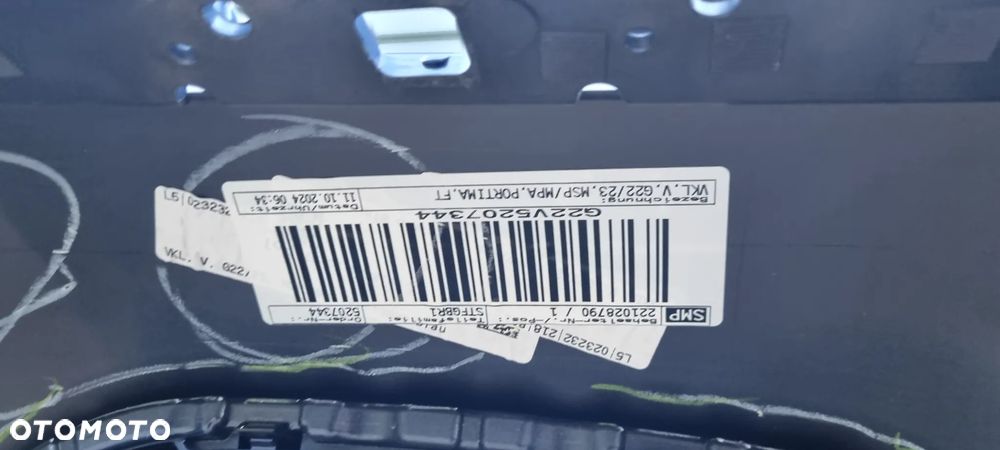 SMP
Behaelter Nr./Pos.:
221028790 / 1
Teilefamilie:
STFGBR1
Order-Nr.:
5207344
G22V5207344
Bezeichnung:
VKL.V.G22/23,MSP/MPA,PORTIMA,FT
Datum/Uhrzeit:
11.10.2024 06:34
L5|02323
VKL. V. G22/
L5|023232|218|
OTOMOTO